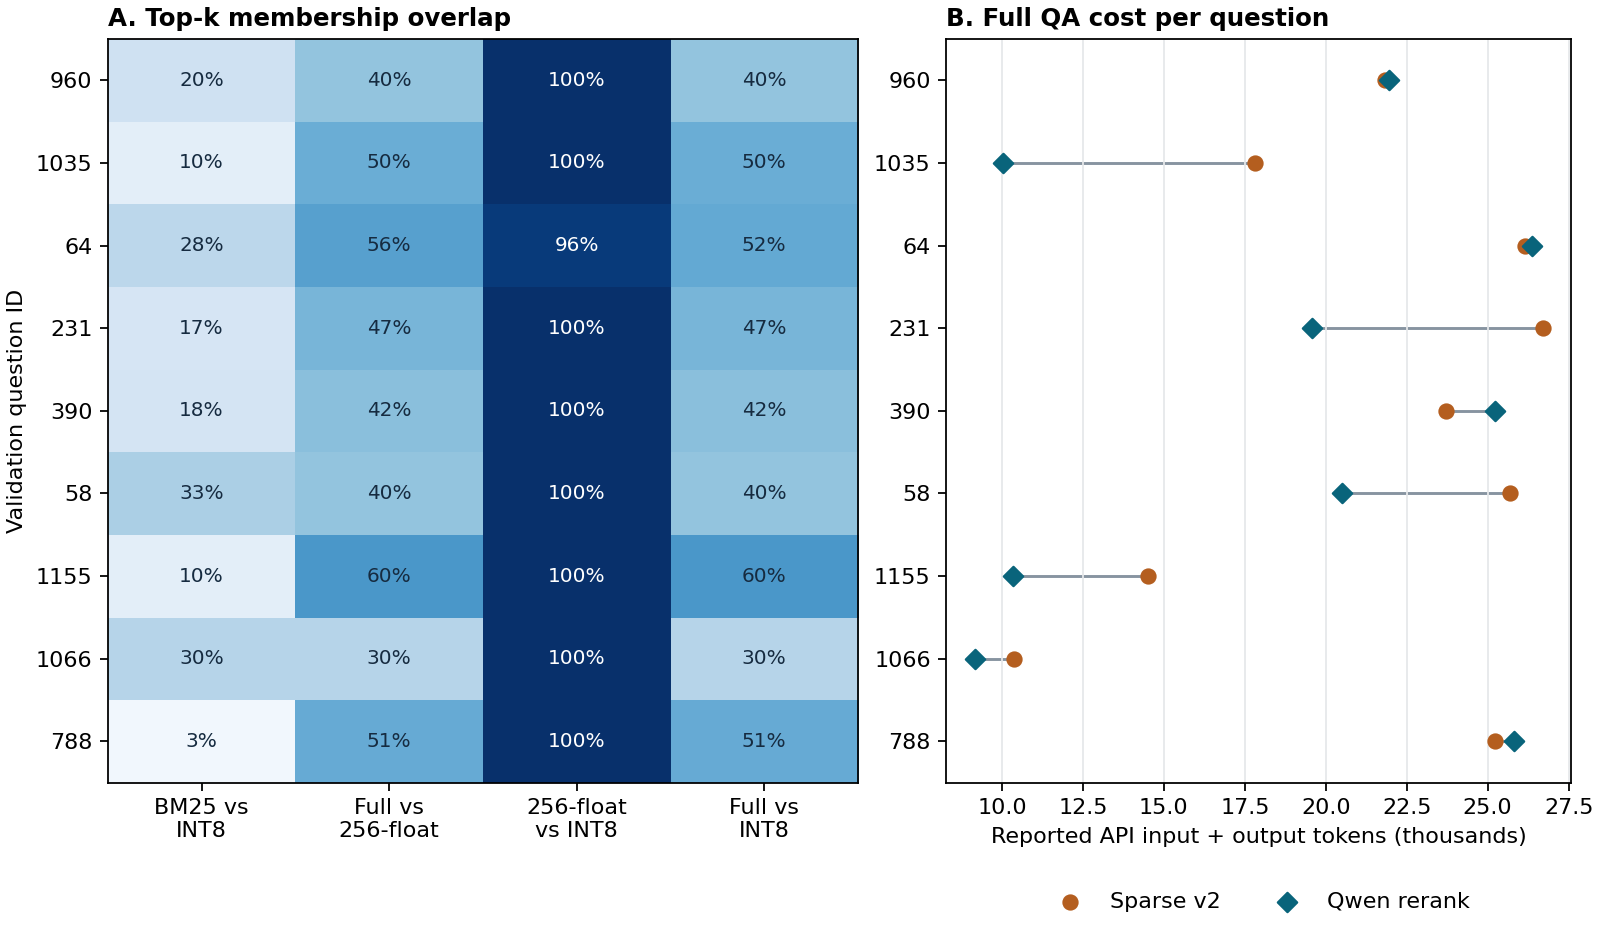 A. Top-k membership overlap
Validation question ID
960 20% 40% 100% 40%
1035 10% 50% 100% 50%
64 28% 56% 96% 52%
231 17% 47% 100% 47%
390 18% 42% 100% 42%
58 33% 40% 100% 40%
1155 10% 60% 100% 60%
1066 30% 30% 100% 30%
788 3% 51% 100% 51%
BM25 vs Full vs 256-float Full vs
INT8 256-float vs INT8 INT8
B. Full QA cost per question
960
1035
64
231
390
58
1155
1066
788
10.0 12.5 15.0 17.5 20.0 22.5 25.0 27.5
Reported API input + output tokens (thousands)
Sparse v2 Qwen rerank